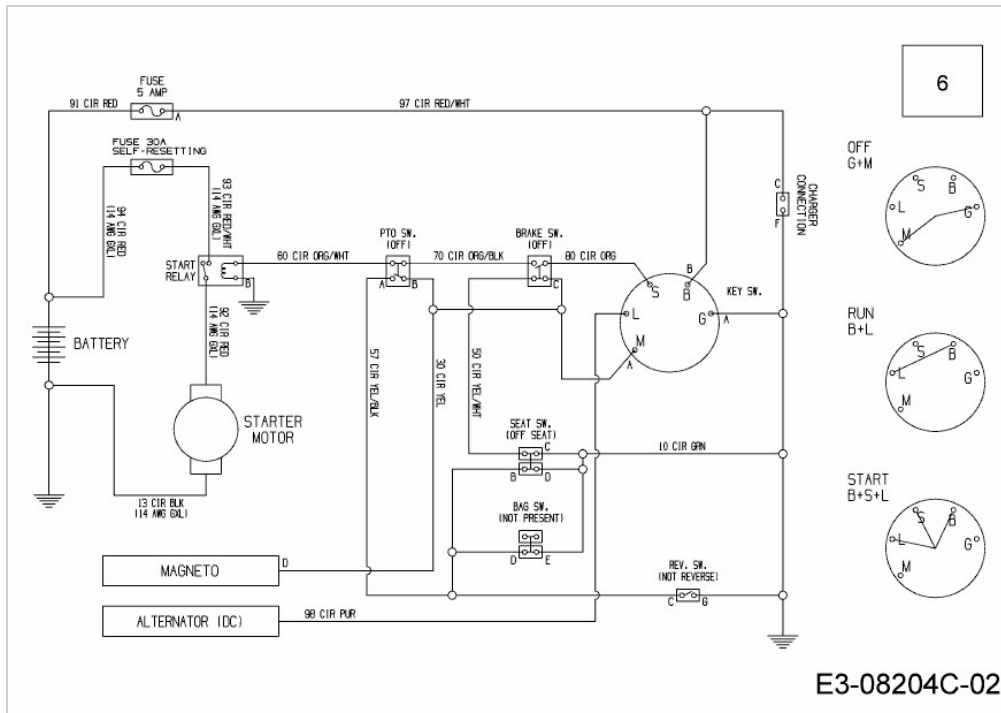 FUSE
5 AMP
91 CIR RED
A
97 CIR RED/WHT
6
FUSE 30A
SELF-RESETTING
OFF
G+M
S
B
L
G
M
94 CIR RED
(14 AWG GXL)
93 CIR RED/WHT
(14 AWG GXL)
C
F
CHARGER
CONNECTION
START
RELAY
B
60 CIR ORG/WHT
PTO SW.
(OFF)
A
B
70 CIR ORG/BLK
BRAKE SW.
(OFF)
C
80 CIR ORG
B
S
B
L
G
M
A
A
KEY SW.
RUN
B+L
S
B
L
G
M
BATTERY
92 CIR RED
(14 AWG GXL)
57 CIR YEL/BLK
30 CIR YEL
50 CIR YEL/WHT
STARTER
MOTOR
SEAT SW.
(OFF SEAT)
C
B
D
10 CIR GRN
START
B+S+L
S
B
L
G
M
13 CIR BLK
(14 AWG GXL)
BAG SW.
(NOT PRESENT)
D
E
MAGNETO
D
REV. SW.
(NOT REVERSE)
C
G
ALTERNATOR (DC)
98 CIR PUR
E3-08204C-02